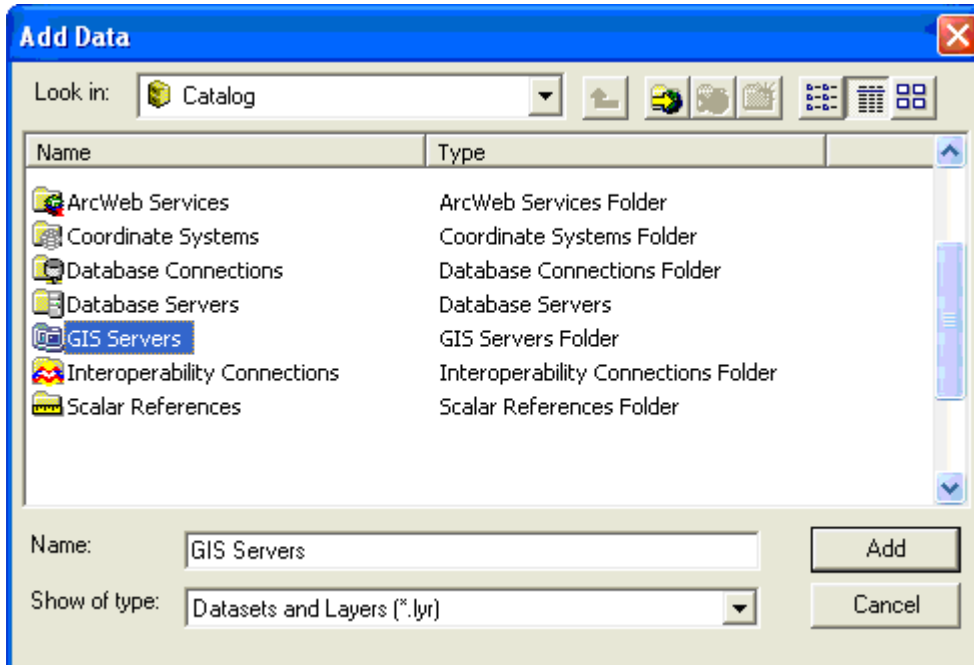 Add Data
Look in: Catalog
Name Type
ArcWeb Services ArcWeb Services Folder
Coordinate Systems Coordinate Systems Folder
Database Connections Database Connections Folder
Database Servers Database Servers
GIS Servers GIS Servers Folder
Interoperability Connections Interoperability Connections Folder
Scalar References Scalar References Folder
Name: GIS Servers Add
Show of type: Datasets and Layers (*.lyr) Cancel